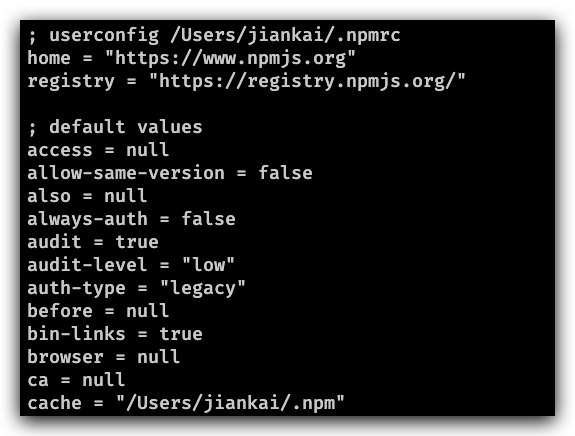 ; userconfig /Users/jiankai/.npmrc
home = "https://www.npmjs.org"
registry = "https://registry.npmjs.org/"
; default values
access = null
allow-same-version = false
also = null
always-auth = false
audit = true
audit-level = "low"
auth-type = "legacy"
before = null
bin-links = true
browser = null
ca = null
cache = "/Users/jiankai/.npm"